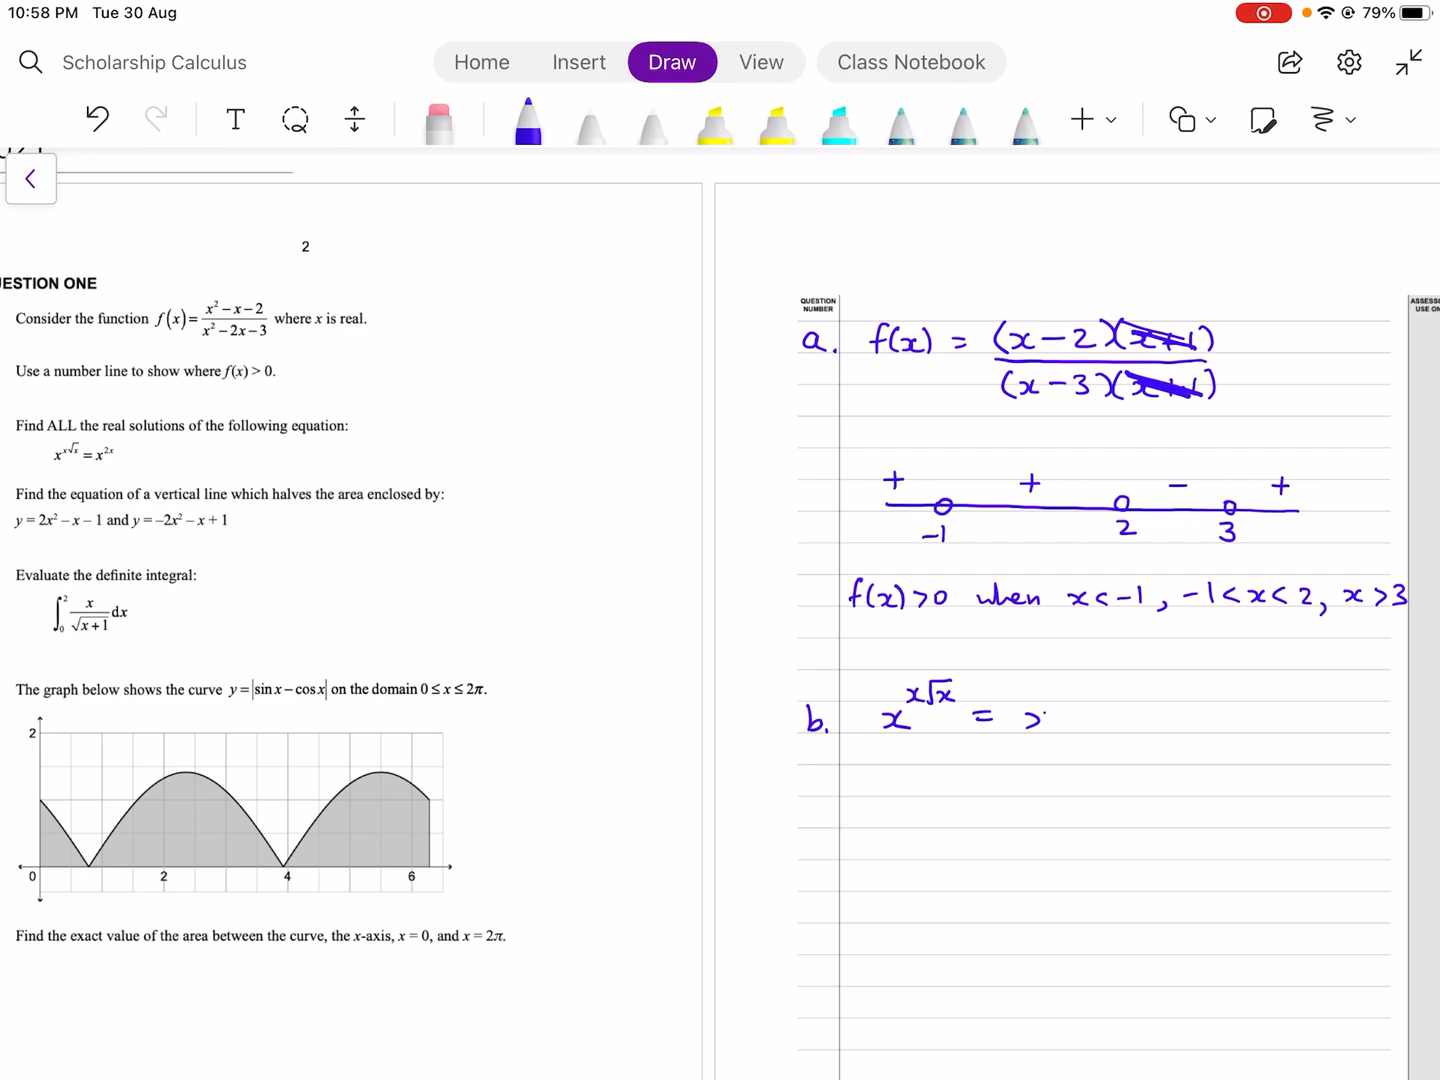 10:58 PM Tue 30 Aug 79%
Scholarship Calculus Home Insert Draw View Class Notebook
2
ESTION ONE
Consider the function f(x) = (x² – x – 2)/(x² – 2x – 3) where x is real.
Use a number line to show where f(x) > 0.
Find ALL the real solutions of the following equation:
x^(x√x) = x^(2x)
Find the equation of a vertical line which halves the area enclosed by:
y = 2x² – x – 1 and y = –2x² – x + 1
Evaluate the definite integral:
∫₀² x/√(x+1) dx
The graph below shows the curve y = |sin x – cos x| on the domain 0 ≤ x ≤ 2π.
2
0 2 4 6
Find the exact value of the area between the curve, the x-axis, x = 0, and x = 2π.
QUESTION
NUMBER
ASSESS
USE ON
a. f(x) = (x–2)(x+1)
(x–3)(x+1)
+ + – +
–1 2 3
f(x)>0 when x<–1, –1<x<2, x>3
b. x^(x√x) =